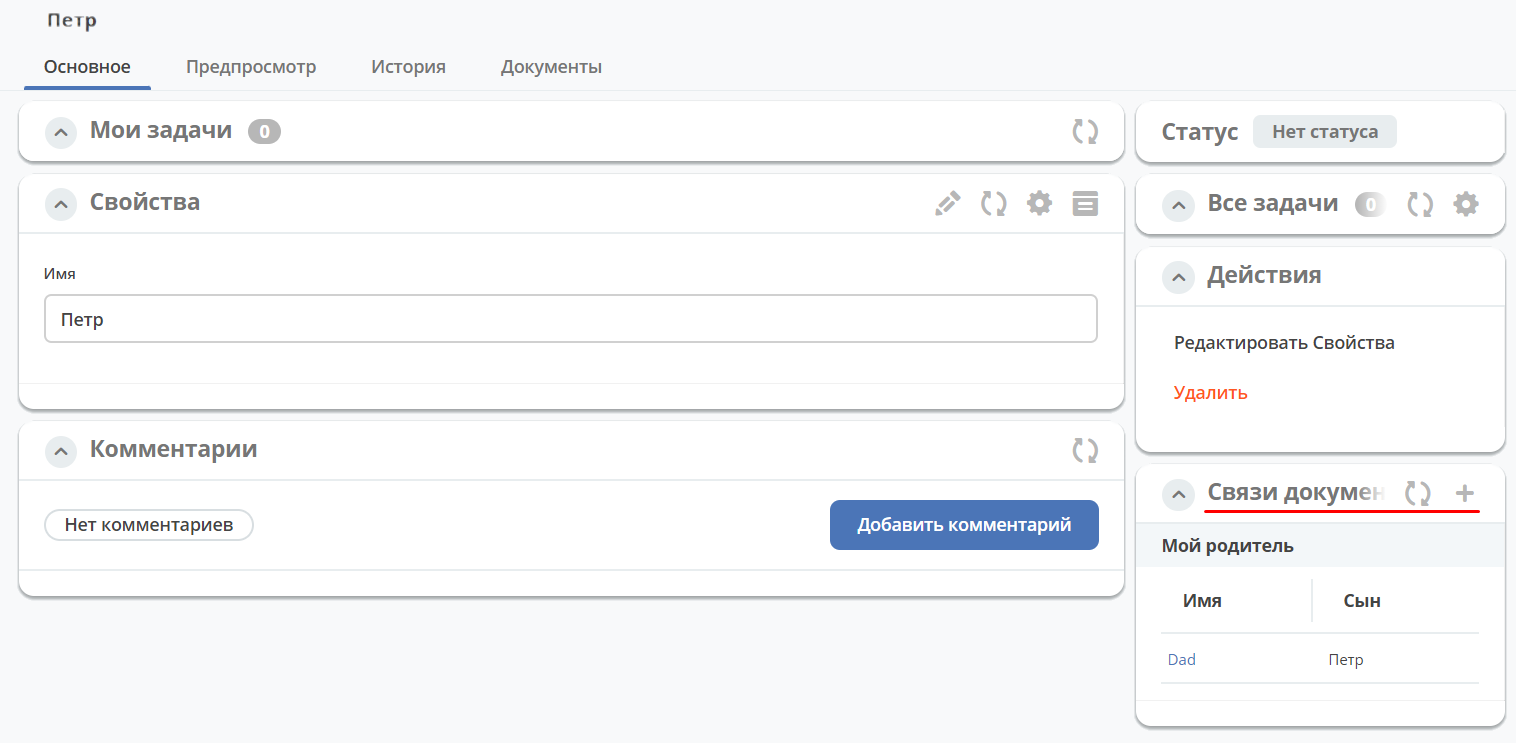 Петр
Основное Предпросмотр История Документы
Мои задачи 0
Свойства
Имя
Петр
Комментарии
Нет комментариев Добавить комментарий
Статус Нет статуса
Все задачи 0
Действия
Редактировать Свойства
Удалить
Связи докумен
Мой родитель
Имя Сын
Dad Петр